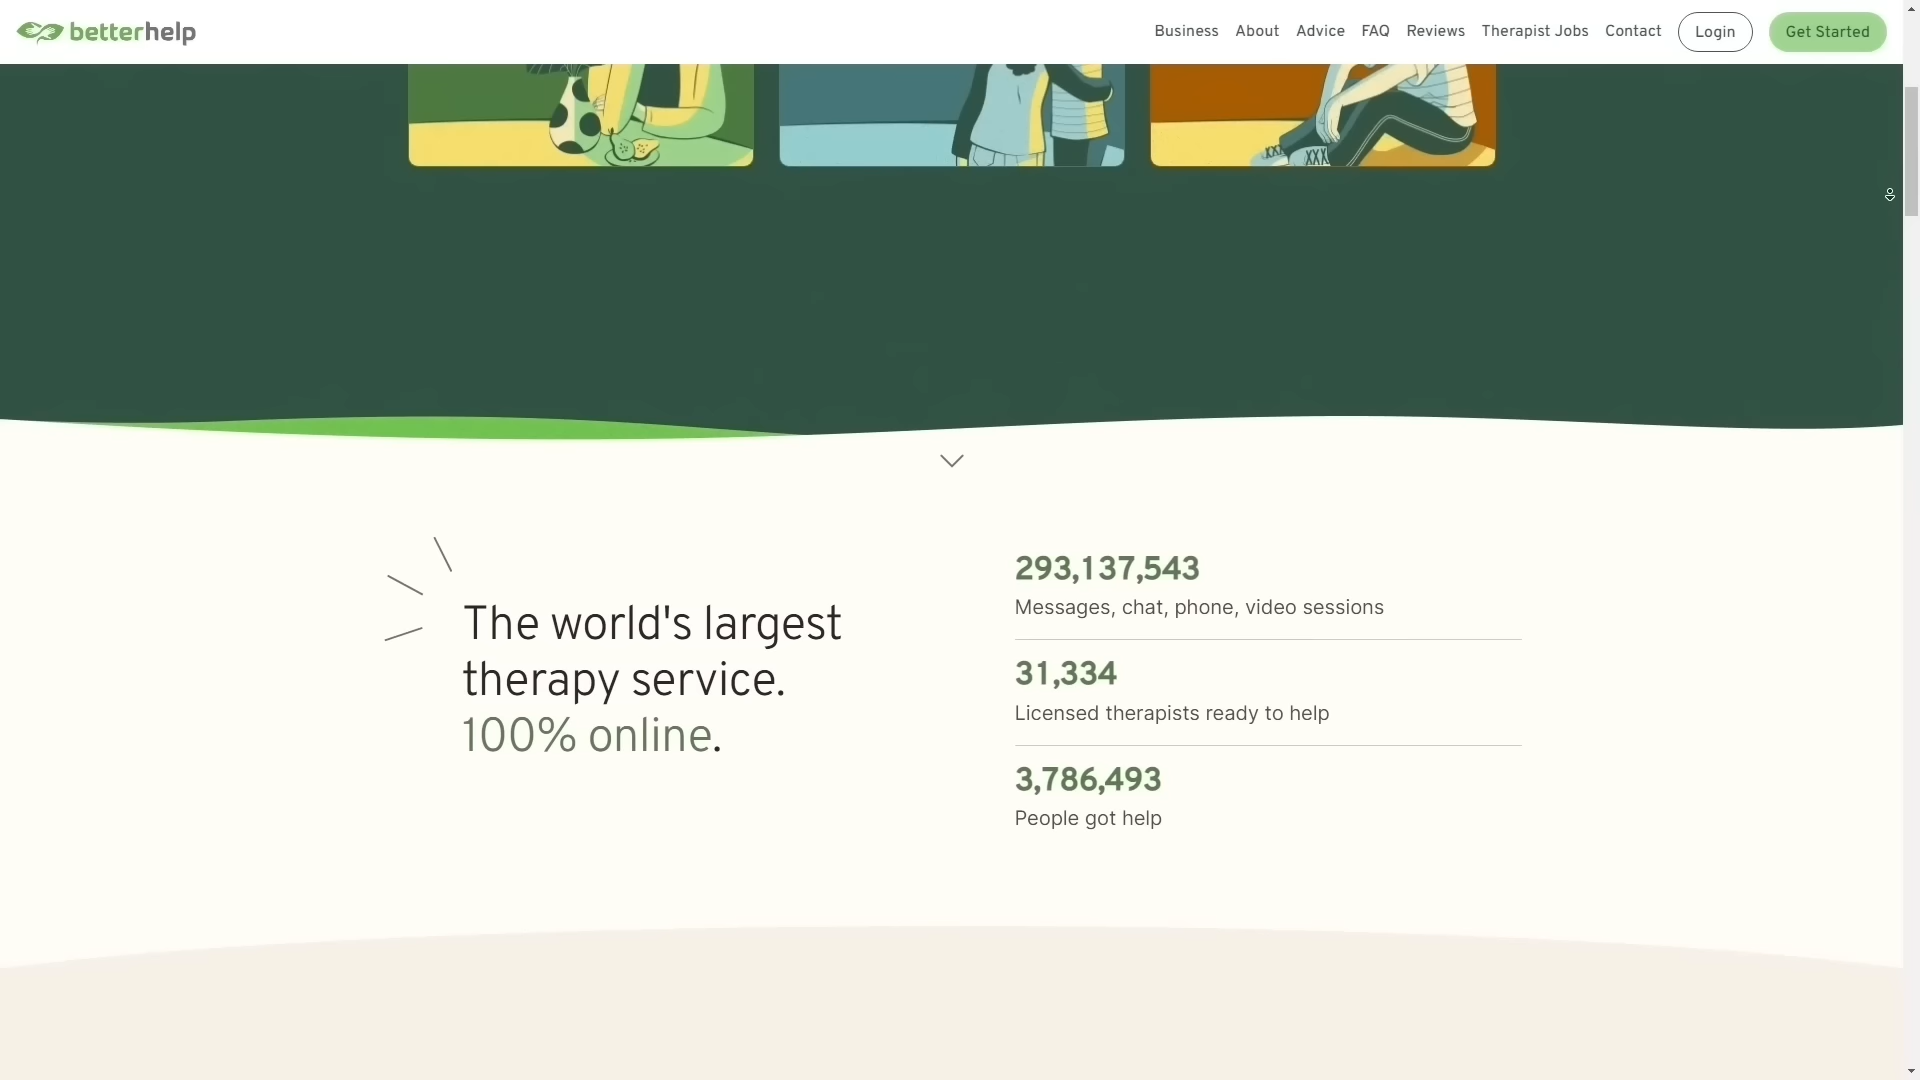 betterhelp
Business About Advice FAQ Reviews Therapist Jobs Contact Login Get Started
The world's largest
therapy service.
100% online.
293,137,543
Messages, chat, phone, video sessions
31,334
Licensed therapists ready to help
3,786,493
People got help